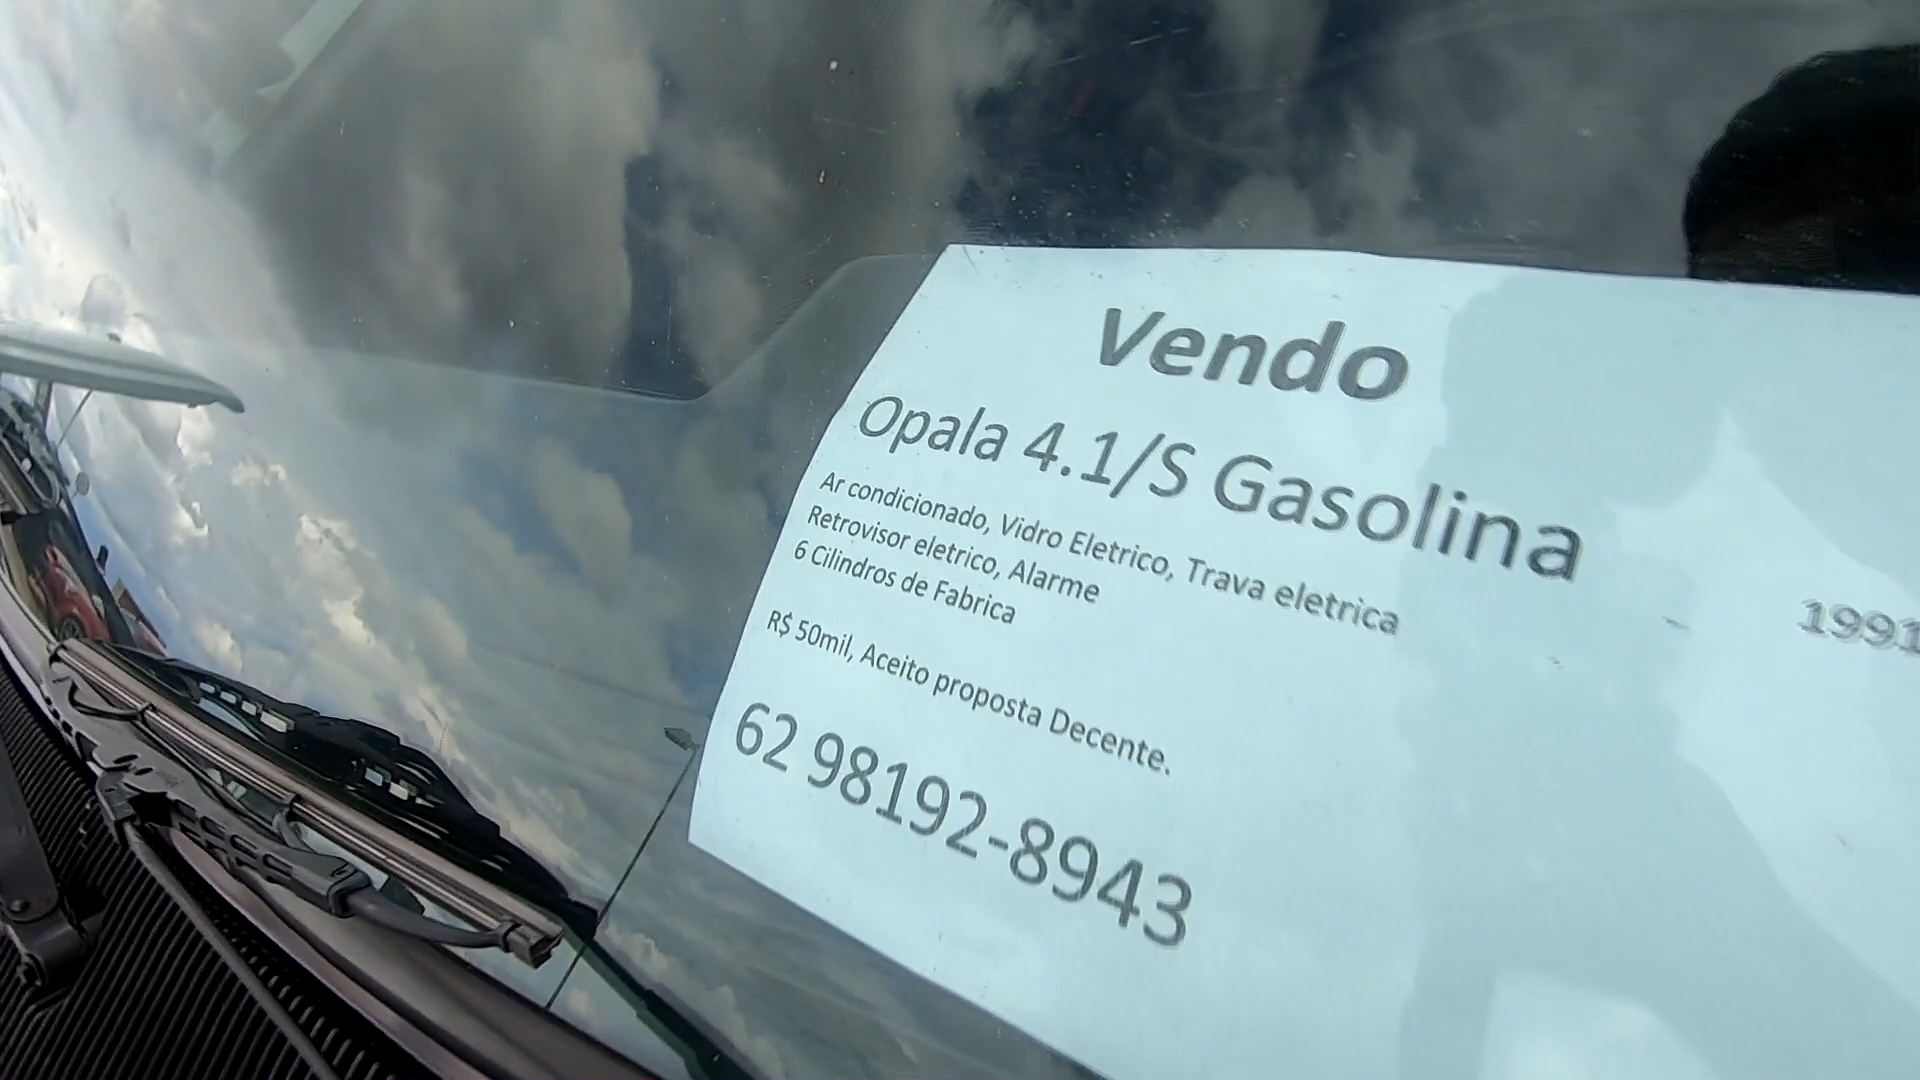 Vendo
Opala 4.1/S Gasolina
1991
Ar condicionado, Vidro Eletrico, Trava eletrica
Retrovisor eletrico, Alarme
6 Cilindros de Fabrica
R$ 50mil, Aceito proposta Decente.
62 98192-8943